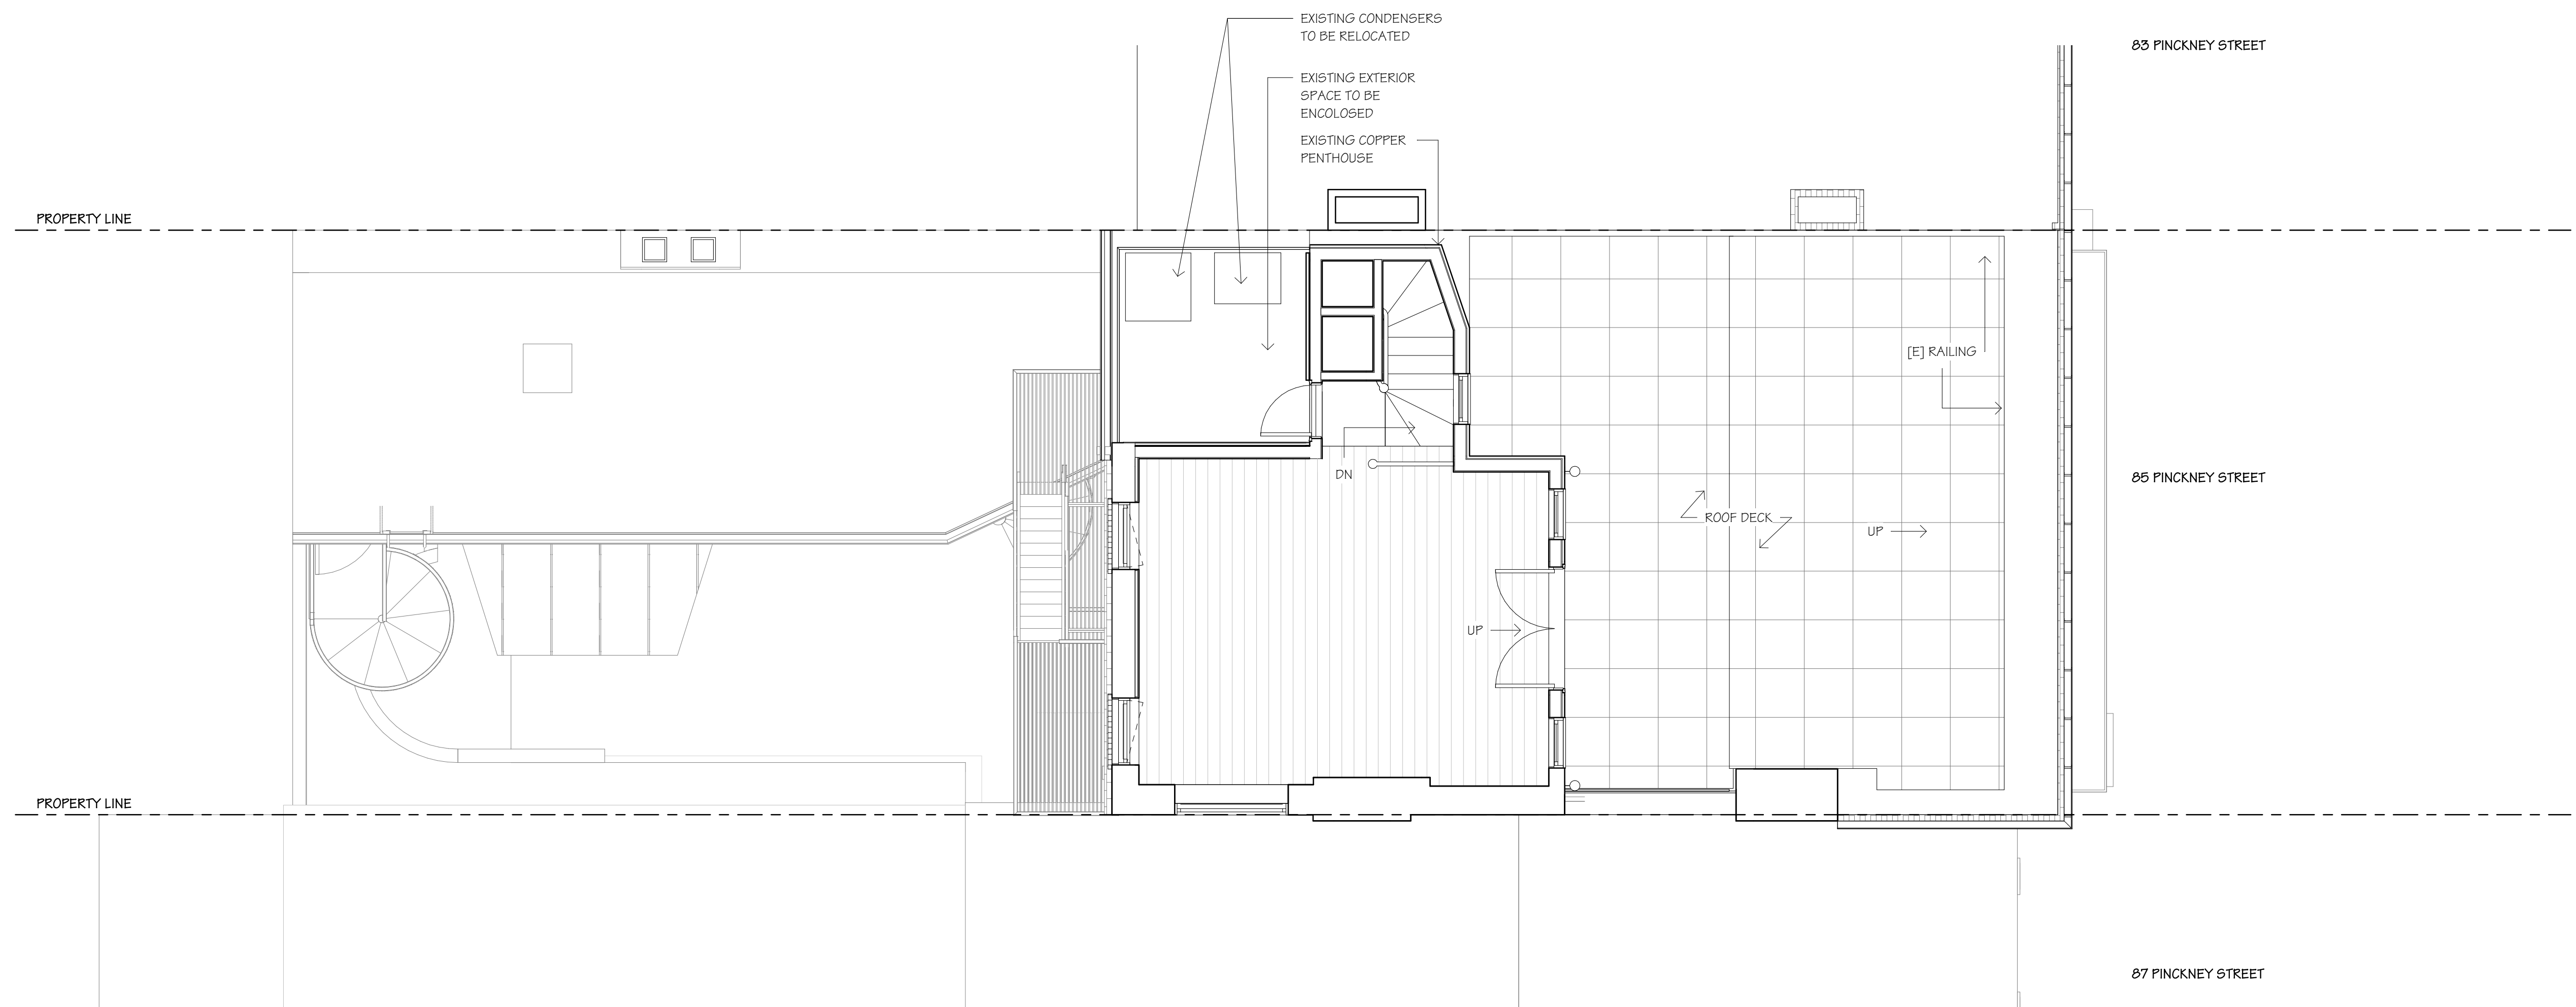 EXISTING CONDENSERS
TO BE RELOCATED
83 PINCKNEY STREET
EXISTING EXTERIOR
SPACE TO BE
ENCOLOSED
EXISTING COPPER
PENTHOUSE
PROPERTY LINE
[E] RAILING
DN
85 PINCKNEY STREET
ROOF DECK
UP
UP
PROPERTY LINE
87 PINCKNEY STREET